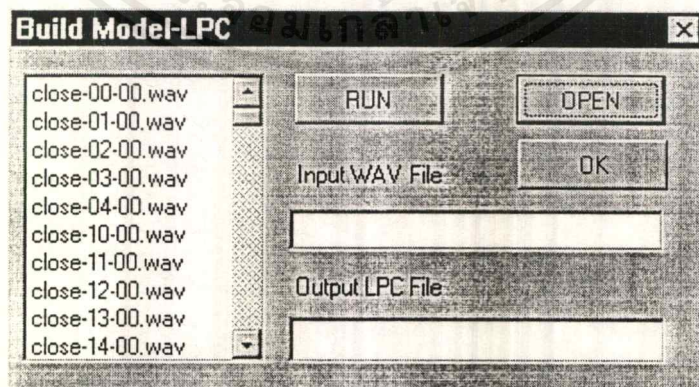 Build Model-LPC
close-00-00.wav
close-01-00.wav
close-02-00.wav
close-03-00.wav
close-04-00.wav
close-10-00.wav
close-11-00.wav
close-12-00.wav
close-13-00.wav
close-14-00.wav
RUN
OPEN
OK
Input WAV File
Output LPC File